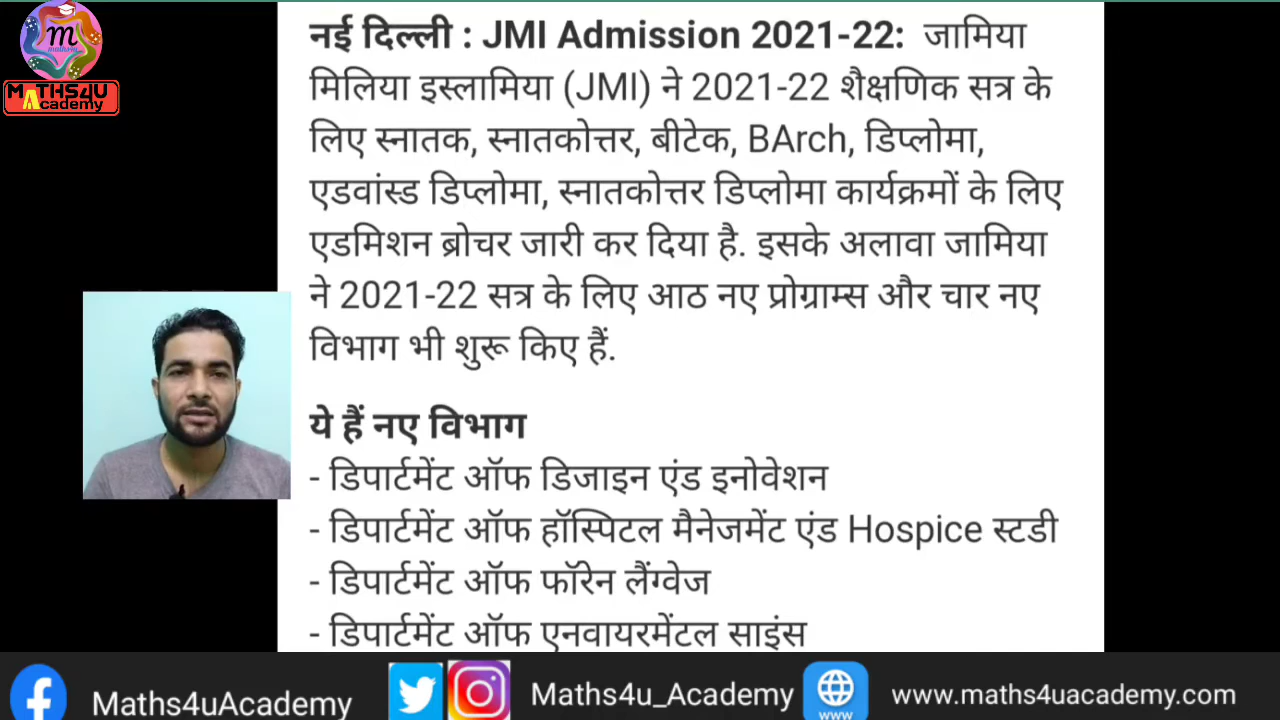 m
maths4u
MATHS4U
Academy
नई दिल्ली : JMI Admission 2021-22: जामिया
मिलिया इस्लामिया (JMI) ने 2021-22 शैक्षणिक सत्र के
लिए स्नातक, स्नातकोत्तर, बीटेक, BArch, डिप्लोमा,
एडवांस्ड डिप्लोमा, स्नातकोत्तर डिप्लोमा कार्यक्रमों के लिए
एडमिशन ब्रोचर जारी कर दिया है. इसके अलावा जामिया
ने 2021-22 सत्र के लिए आठ नए प्रोग्राम्स और चार नए
विभाग भी शुरू किए हैं.
ये हैं नए विभाग
- डिपार्टमेंट ऑफ डिजाइन एंड इनोवेशन
- डिपार्टमेंट ऑफ हॉस्पिटल मैनेजमेंट एंड Hospice स्टडी
- डिपार्टमेंट ऑफ फॉरेन लैंग्वेज
- डिपार्टमेंट ऑफ एनवायरमेंटल साइंस
Maths4uAcademy
Maths4u_Academy
www
www.maths4uacademy.com